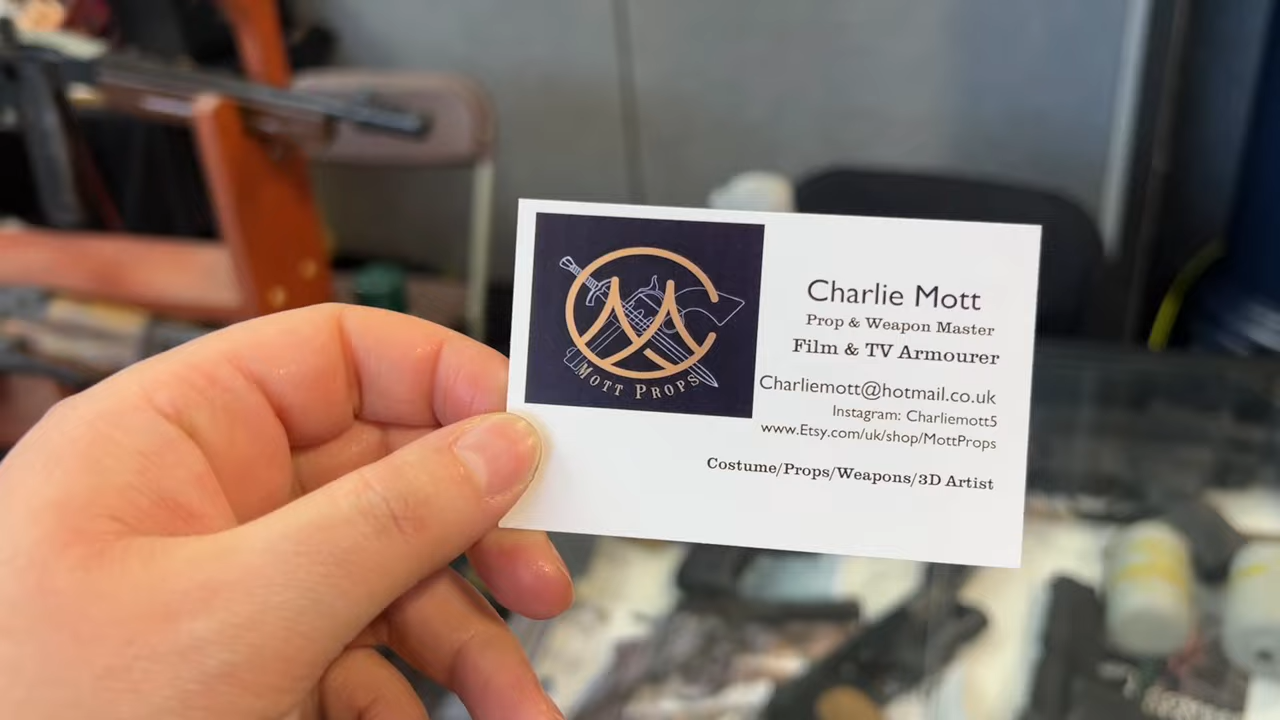 MOTT PROPS
Charlie Mott
Prop & Weapon Master
Film & TV Armourer
Charliemott@hotmail.co.uk
Instagram: Charliemott5
www.Etsy.com/uk/shop/MottProps
Costume/Props/Weapons/3D Artist